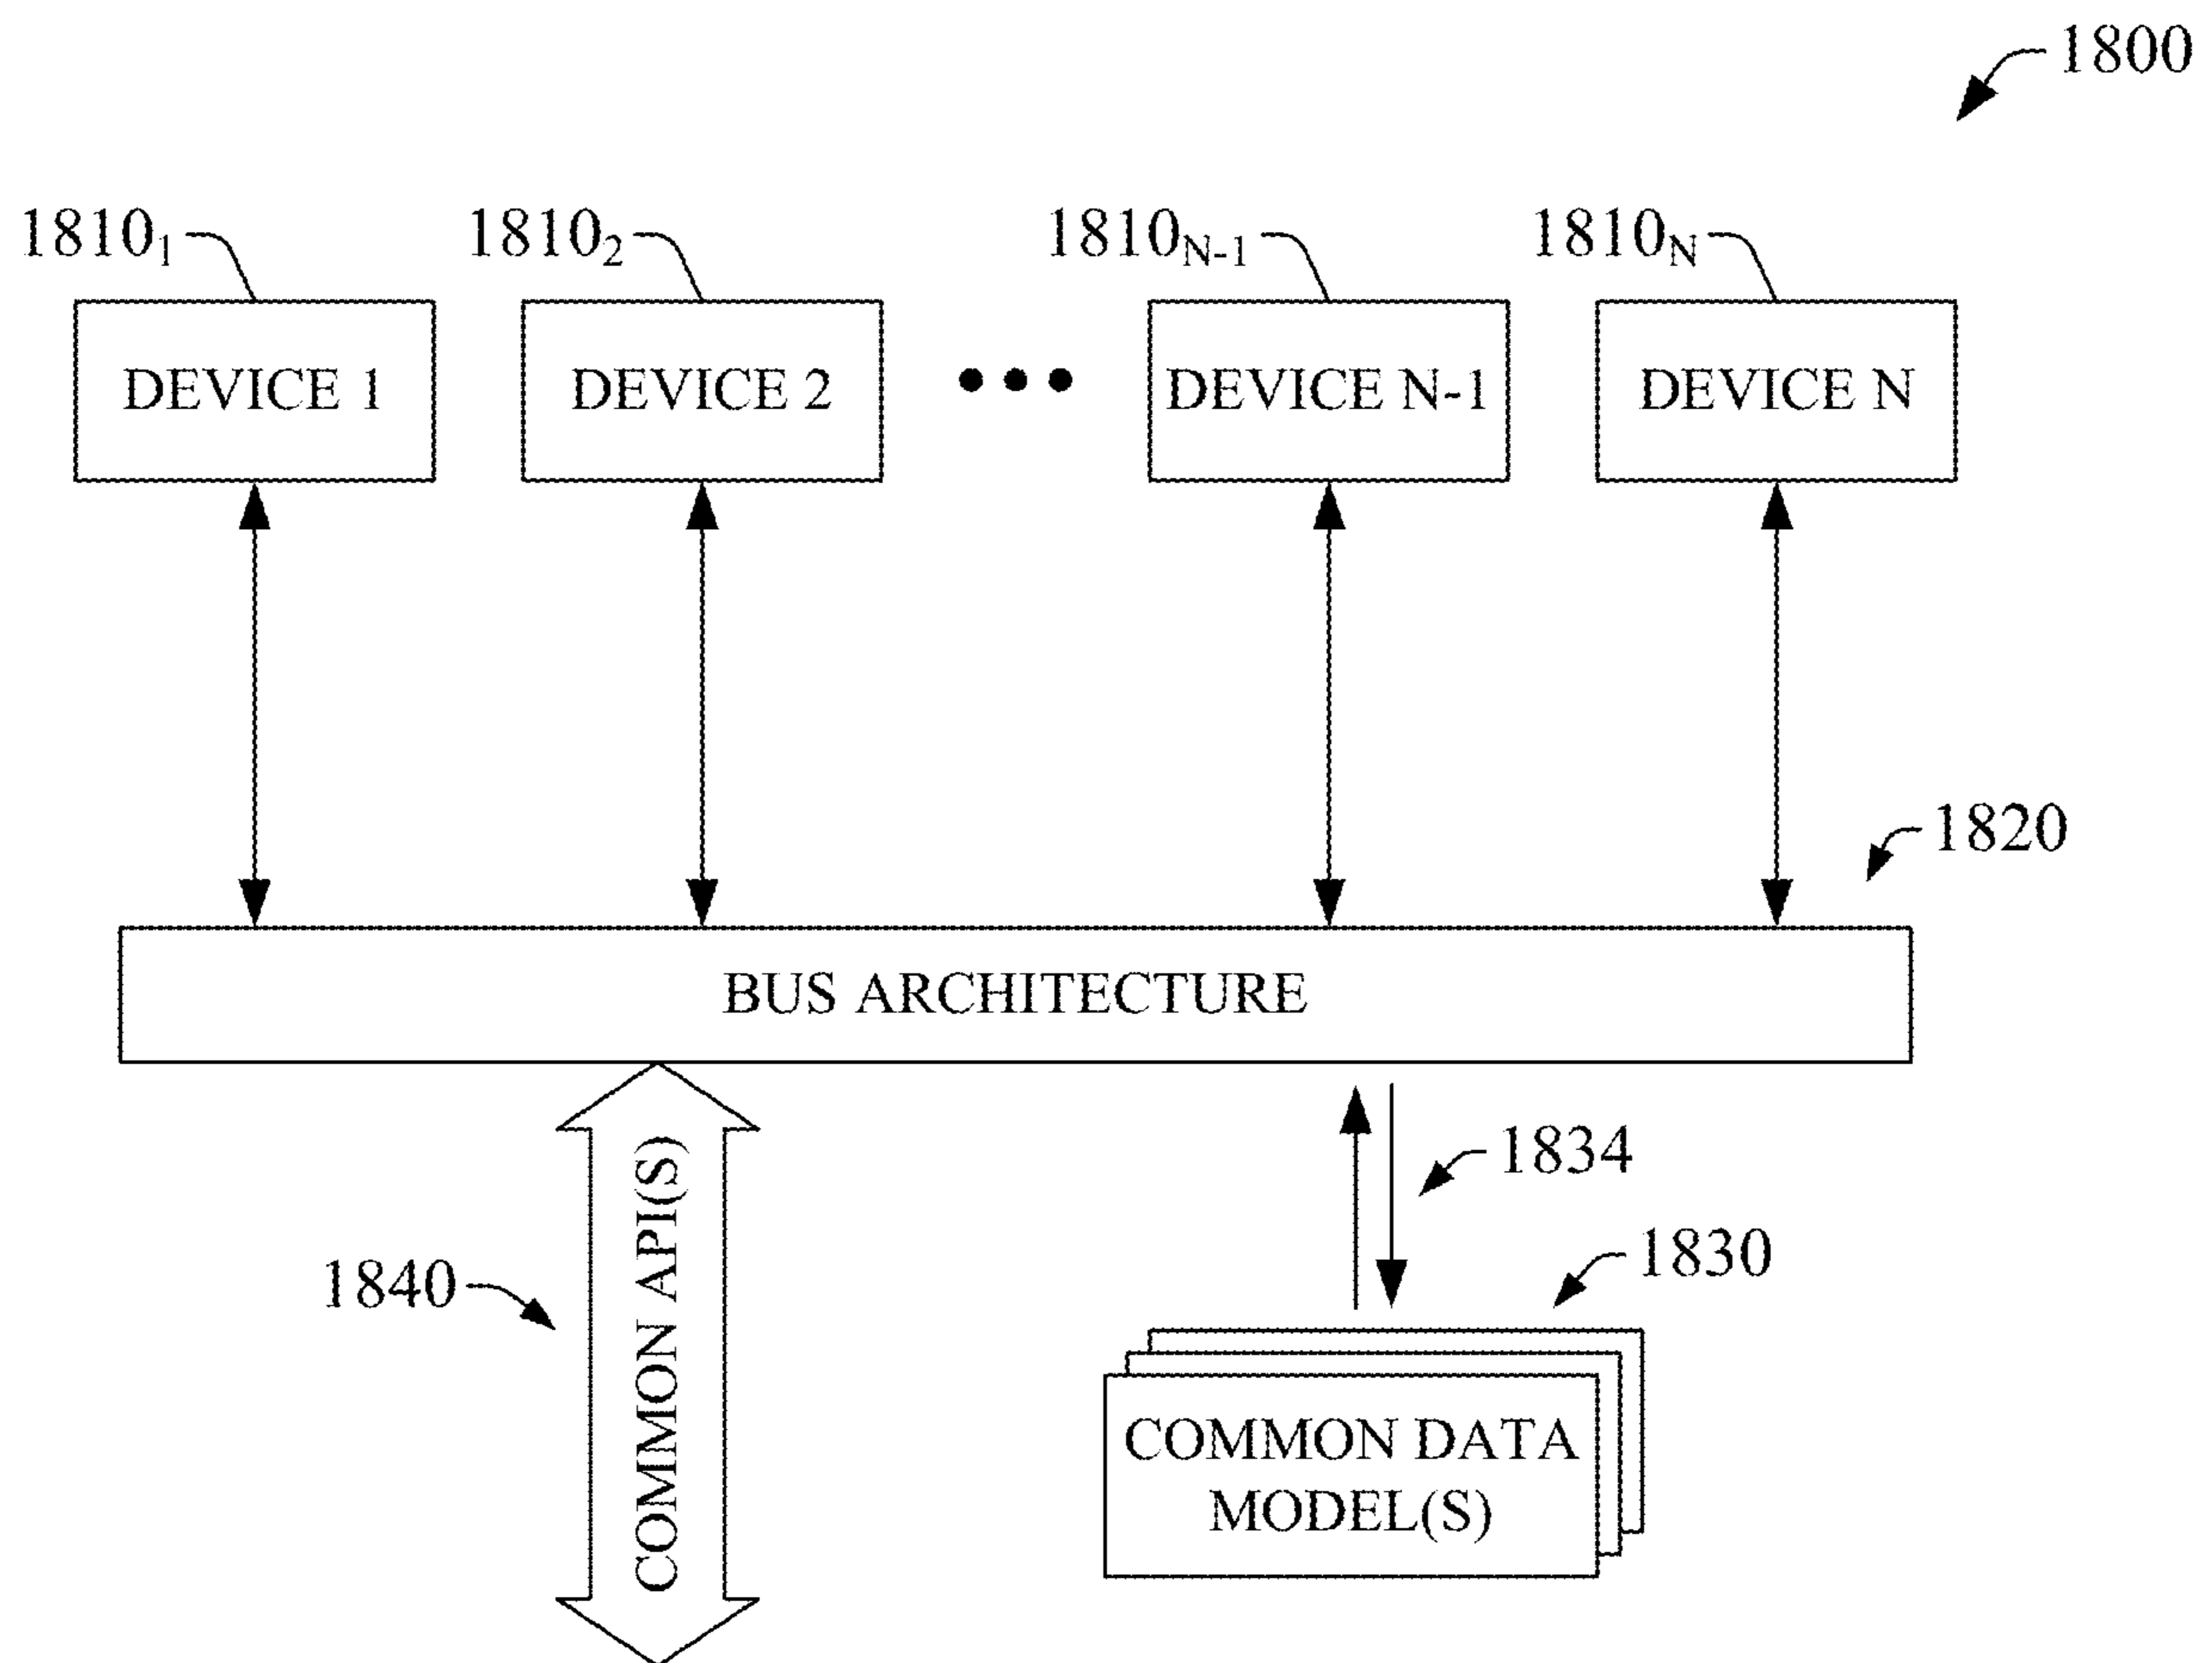 1800
1810₁ 1810₂ 1810N-1 1810N
DEVICE 1 DEVICE 2 ••• DEVICE N-1 DEVICE N
1820
BUS ARCHITECTURE
1834
1830
1840
COMMON API(S)
COMMON DATA
MODEL(S)